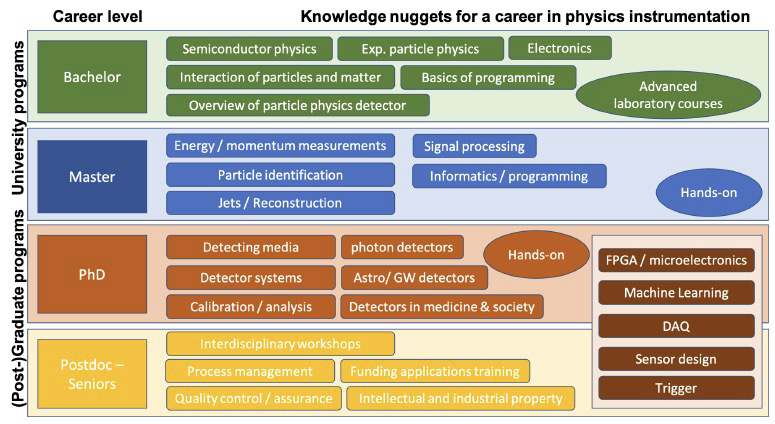 Career level
Knowledge nuggets for a career in physics instrumentation
University programs
Bachelor
Semiconductor physics
Exp. particle physics
Electronics
Interaction of particles and matter
Basics of programming
Overview of particle physics detector
Advanced
laboratory courses
Master
Energy / momentum measurements
Signal processing
Particle identification
Informatics / programming
Jets / Reconstruction
Hands-on
(Post-)Graduate programs
PhD
Detecting media
photon detectors
Hands-on
Detector systems
Astro/ GW detectors
Calibration / analysis
Detectors in medicine & society
FPGA / microelectronics
Machine Learning
DAQ
Sensor design
Trigger
Postdoc –
Seniors
Interdisciplinary workshops
Process management
Funding applications training
Quality control / assurance
Intellectual and industrial property